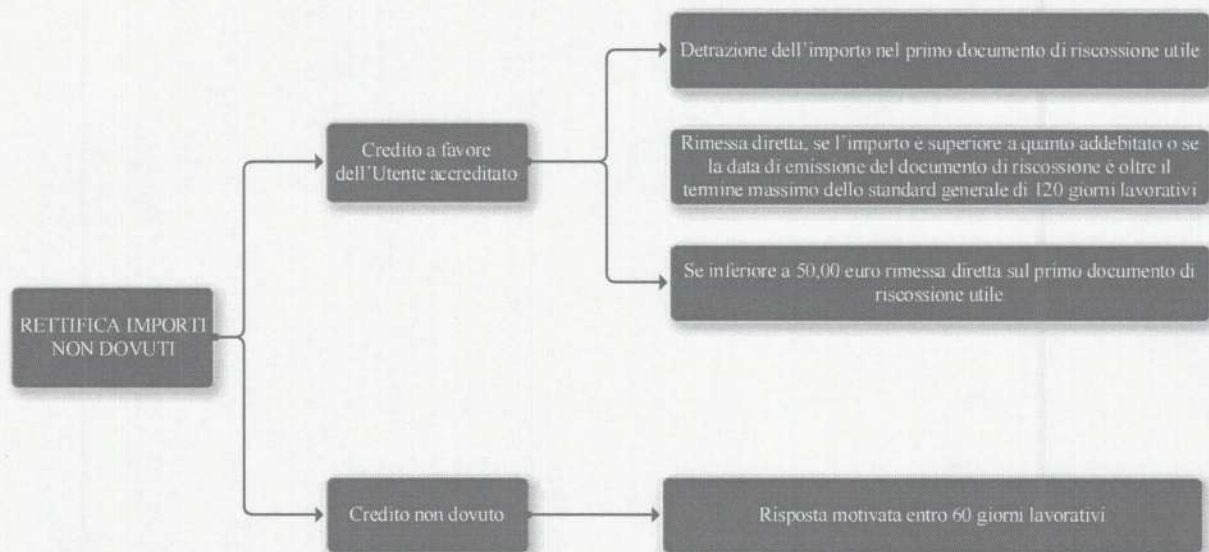 Detrazione dell'importo nel primo documento di riscossione utile
Credito a favore
dell'Utente accreditato
Rimessa diretta, se l'importo è superiore a quanto addebitato o se
la data di emissione del documento di riscossione è oltre il
termine massimo dello standard generale di 120 giorni lavorativi
Se inferiore a 50,00 euro rimessa diretta sul primo documento di
riscossione utile
RETTIFICA IMPORTI
NON DOVUTI
Credito non dovuto
Risposta motivata entro 60 giorni lavorativi